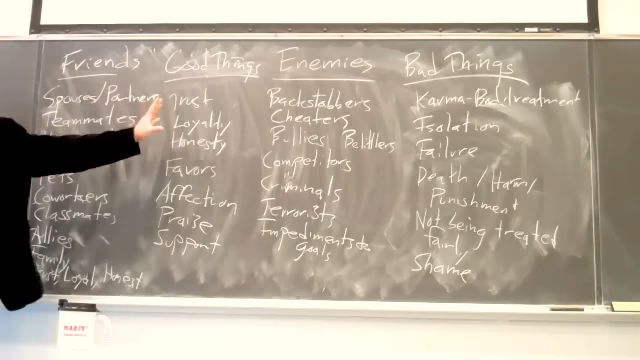 Friends
Spouses/Partners
Teammates
Pets
Coworkers
Classmates
Allies
Family
Loyal, Honest
Good Things
Trust
Loyalty/
Honesty
Favors
Affection
Praise
Support
Enemies
Backstabbers
Cheaters
Bullies Belittlers
Competitors
Criminals
Terrorists
Impediments to
goals
Bad Things
Karma-Bad treatment
Isolation
Failure
Death/Harm/
Punishment
Not being treated
fairly
Shame